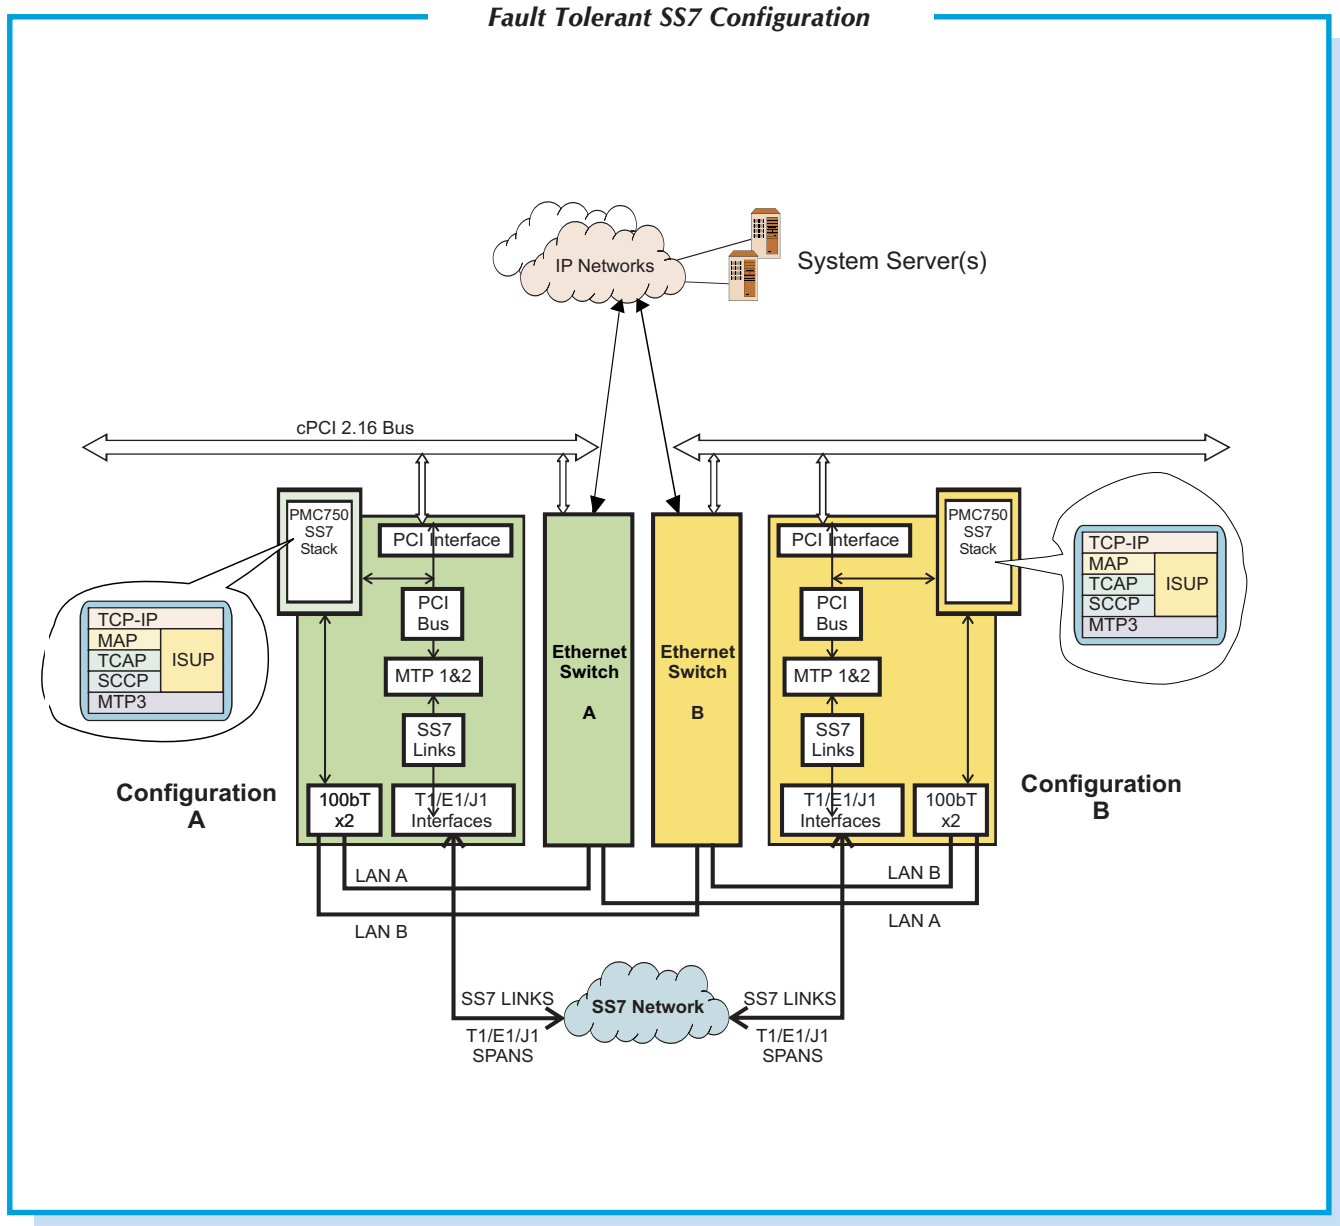 Fault Tolerant SS7 Configuration
IP Networks
System Server(s)
cPCI 2.16 Bus
PMC750
SS7
Stack
PCI Interface
TCP-IP
MAP
TCAP
SCCP
ISUP
MTP3
PCI
Bus
MTP 1&2
SS7
Links
Configuration
A
100bT
x2
T1/E1/J1
Interfaces
Ethernet
Switch
A
Ethernet
Switch
B
PCI Interface
PMC750
SS7
Stack
TCP-IP
MAP
TCAP
SCCP
ISUP
MTP3
PCI
Bus
MTP 1&2
SS7
Links
T1/E1/J1
Interfaces
100bT
x2
Configuration
B
LAN A
LAN B
LAN B
LAN A
SS7 LINKS
T1/E1/J1
SPANS
SS7 Network
SS7 LINKS
T1/E1/J1
SPANS